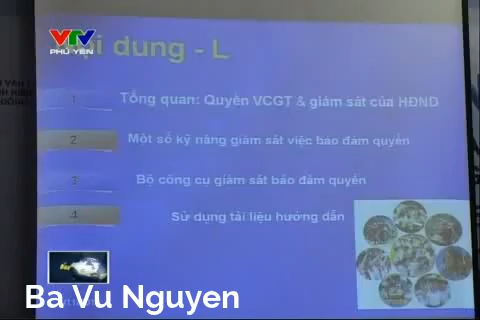 VTV
PHÚ YÊN
Nội dung - L
1 Tổng quan: Quyền VCGT & giám sát của HĐND
2 Một số kỹ năng giám sát việc bảo đảm quyền
3 Bộ công cụ giám sát bảo đảm quyền
4 Sử dụng tài liệu hướng dẫn
Ba Vu Nguyen